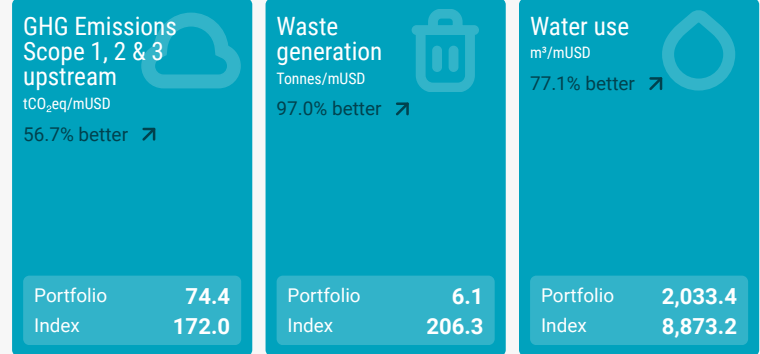 GHG Emissions
Scope 1, 2 & 3
upstream
tCO₂eq/mUSD
56.7% better
Portfolio 74.4
Index 172.0
Waste
generation
Tonnes/mUSD
97.0% better
Portfolio 6.1
Index 206.3
Water use
m³/mUSD
77.1% better
Portfolio 2,033.4
Index 8,873.2